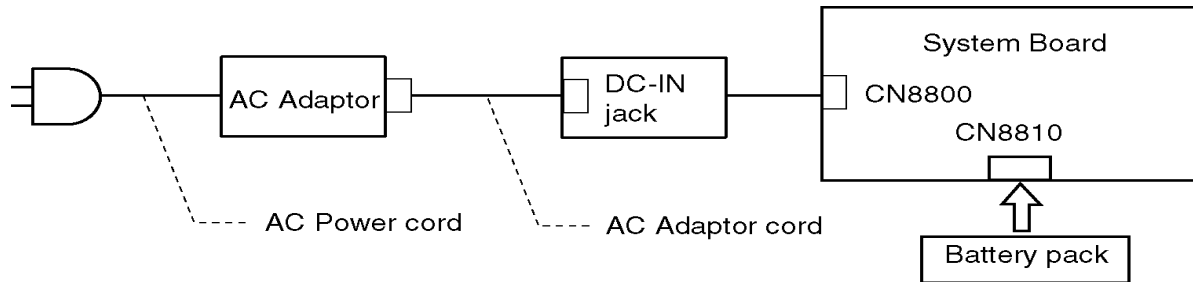 System Board
AC Adaptor
DC-IN
jack
CN8800
CN8810
AC Power cord
AC Adaptor cord
Battery pack